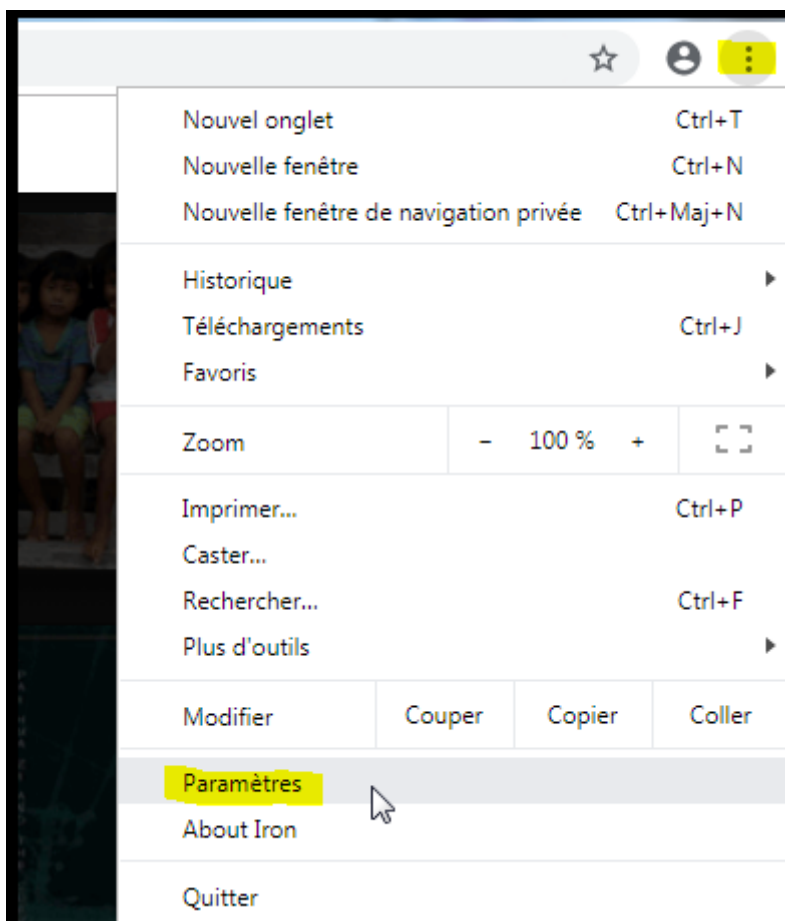 Nouvel onglet Ctrl+T
Nouvelle fenêtre Ctrl+N
Nouvelle fenêtre de navigation privée Ctrl+Maj+N
Historique
Téléchargements Ctrl+J
Favoris
Zoom - 100 % +
Imprimer... Ctrl+P
Caster...
Rechercher... Ctrl+F
Plus d'outils
Modifier Couper Copier Coller
Paramètres
About Iron
Quitter